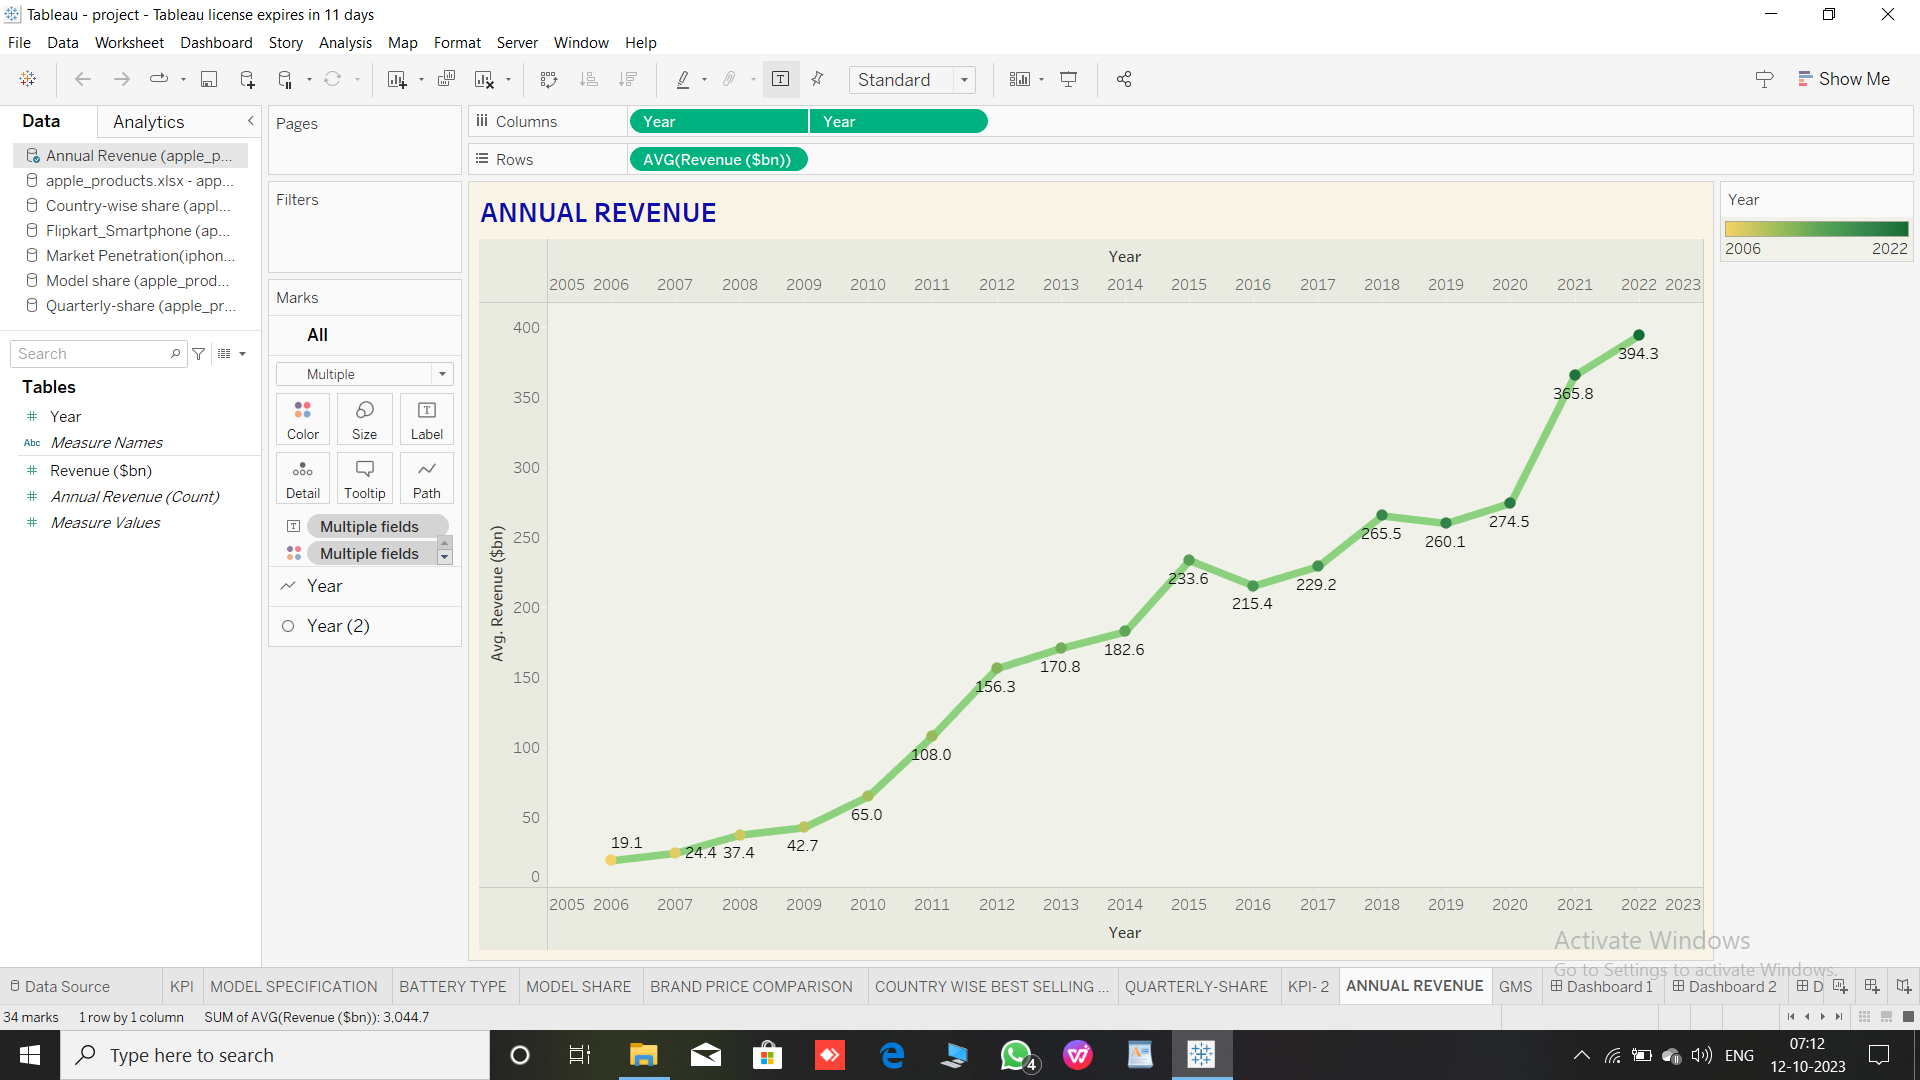 Tableau - project - Tableau license expires in 11 days
File Data Worksheet Dashboard Story Analysis Map Format Server Window Help
Standard
Show Me
Data Analytics
Annual Revenue (apple_p...
apple_products.xlsx - app...
Country-wise share (appl...
Flipkart_Smartphone (ap...
Market Penetration(iphon...
Model share (apple_prod...
Quarterly-share (apple_pr...
Search
Tables
# Year
Abc Measure Names
# Revenue ($bn)
# Annual Revenue (Count)
# Measure Values
Pages
Filters
Marks
All
Multiple
Color Size T Label
Detail Tooltip Path
T Multiple fields
Multiple fields
Year
Year (2)
iii Columns Year Year
Rows AVG(Revenue ($bn))
ANNUAL REVENUE
Year
2005 2006 2007 2008 2009 2010 2011 2012 2013 2014 2015 2016 2017 2018 2019 2020 2021 2022 2023
Avg. Revenue ($bn)
400
350
300
250
200
150
100
50
0
19.1
24.4
37.4
42.7
65.0
108.0
156.3
170.8
182.6
233.6
215.4
229.2
265.5
260.1
274.5
365.8
394.3
2005 2006 2007 2008 2009 2010 2011 2012 2013 2014 2015 2016 2017 2018 2019 2020 2021 2022 2023
Year
Year
2006 2022
Activate Windows
Go to Settings to activate Windows.
Data Source KPI MODEL SPECIFICATION BATTERY TYPE MODEL SHARE BRAND PRICE COMPARISON COUNTRY WISE BEST SELLING ... QUARTERLY-SHARE KPI- 2 ANNUAL REVENUE GMS Dashboard 1 Dashboard 2 D
34 marks 1 row by 1 column SUM of AVG(Revenue ($bn)): 3,044.7
Type here to search
4
ENG
07:12
12-10-2023